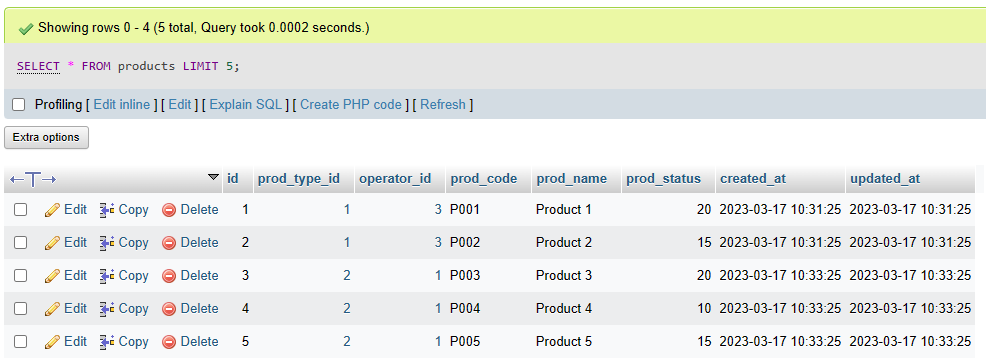 Showing rows 0 - 4 (5 total, Query took 0.0002 seconds.)
SELECT * FROM products LIMIT 5;
Profiling [ Edit inline ] [ Edit ] [ Explain SQL ] [ Create PHP code ] [ Refresh ]
Extra options
id prod_type_id operator_id prod_code prod_name prod_status created_at updated_at
Edit Copy Delete 1 1 3 P001 Product 1 20 2023-03-17 10:31:25 2023-03-17 10:31:25
Edit Copy Delete 2 1 3 P002 Product 2 15 2023-03-17 10:31:25 2023-03-17 10:31:25
Edit Copy Delete 3 2 1 P003 Product 3 20 2023-03-17 10:33:25 2023-03-17 10:33:25
Edit Copy Delete 4 2 1 P004 Product 4 10 2023-03-17 10:33:25 2023-03-17 10:33:25
Edit Copy Delete 5 2 1 P005 Product 5 15 2023-03-17 10:33:25 2023-03-17 10:33:25